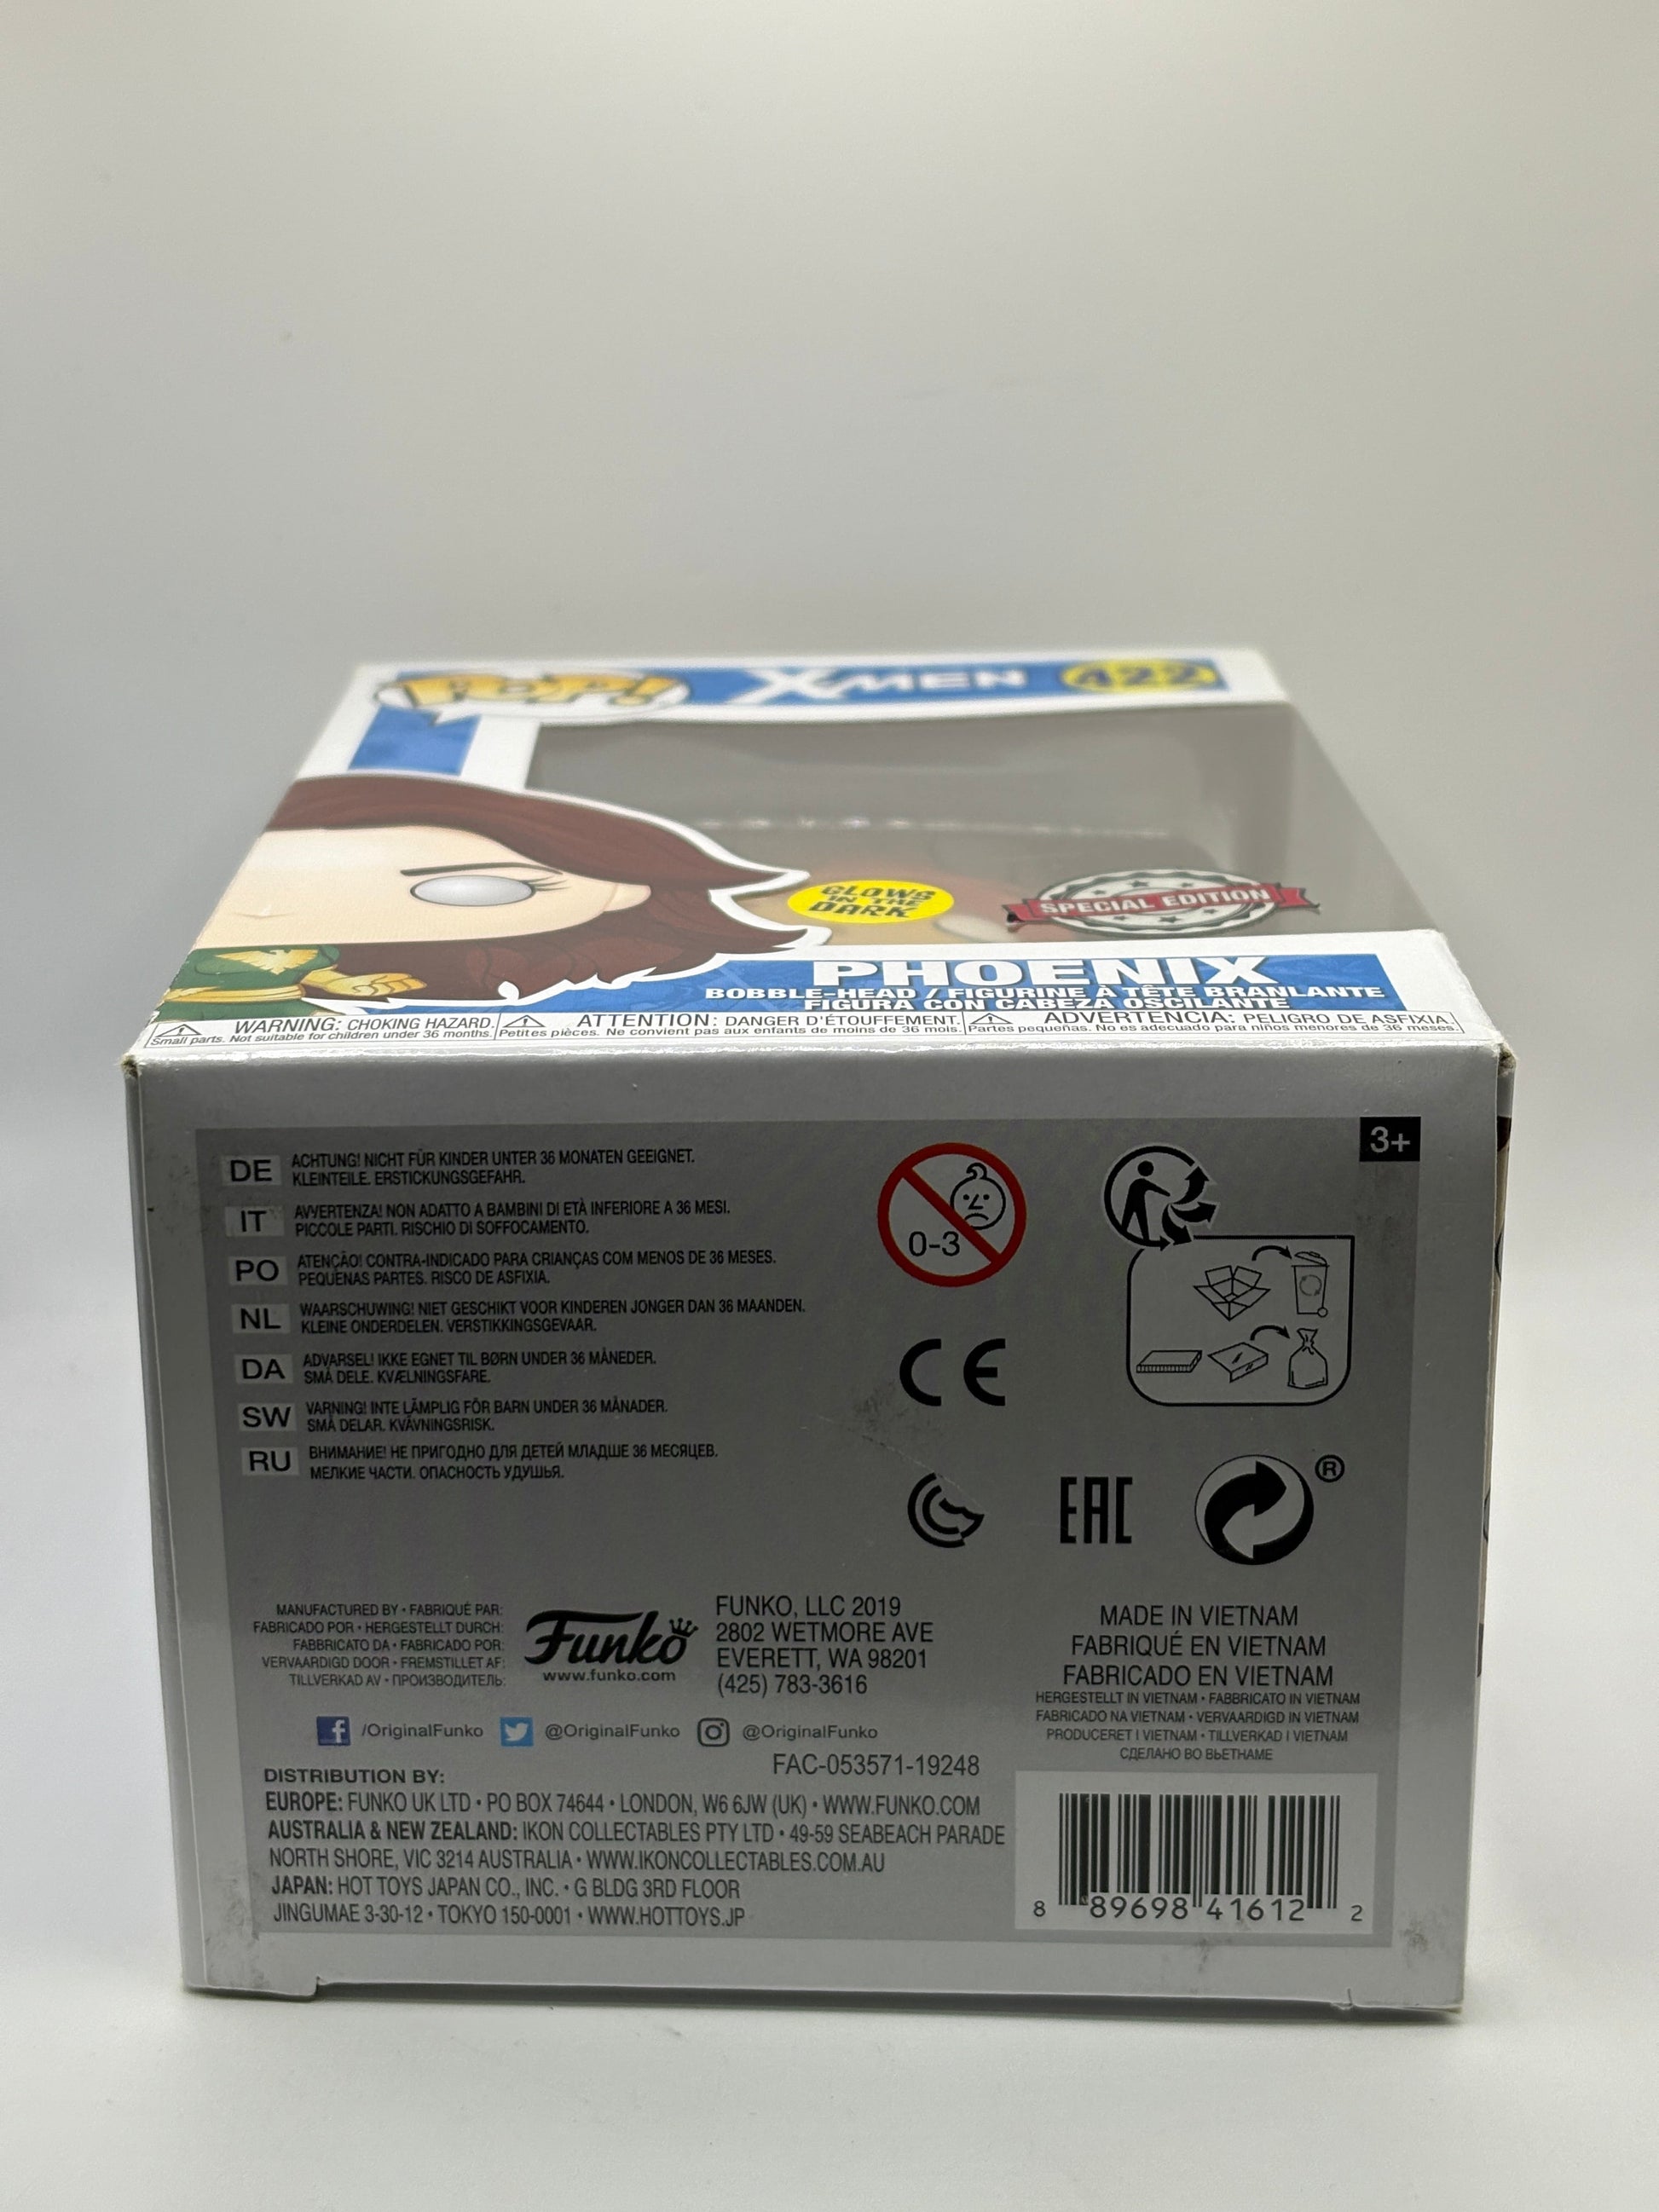 POP! X-MEN 422
GLOWS
IN THE
DARK
SPECIAL EDITION
PHOENIX
BOBBLE-HEAD / FIGURINE À TÊTE BRANLANTE
FIGURA CON CABEZA OSCILANTE
WARNING: CHOKING HAZARD.
Small parts. Not suitable for children under 36 months.
ATTENTION: DANGER D'ÉTOUFFEMENT.
Petites pièces. Ne convient pas aux enfants de moins de 36 mois.
ADVERTENCIA: PELIGRO DE ASFIXIA.
Partes pequeñas. No es adecuado para niños menores de 36 meses.
3+
DE ACHTUNG! NICHT FÜR KINDER UNTER 36 MONATEN GEEIGNET.
KLEINTEILE. ERSTICKUNGSGEFAHR.
IT AVVERTENZA! NON ADATTO A BAMBINI DI ETÀ INFERIORE A 36 MESI.
PICCOLE PARTI. RISCHIO DI SOFFOCAMENTO.
PO ATENÇÃO! CONTRA-INDICADO PARA CRIANÇAS COM MENOS DE 36 MESES.
PEQUENAS PARTES. RISCO DE ASFIXIA.
NL WAARSCHUWING! NIET GESCHIKT VOOR KINDEREN JONGER DAN 36 MAANDEN.
KLEINE ONDERDELEN. VERSTIKKINGSGEVAAR.
DA ADVARSEL! IKKE EGNET TIL BØRN UNDER 36 MÅNEDER.
SMÅ DELE. KVÆLNINGSFARE.
SW VARNING! INTE LÄMPLIG FÖR BARN UNDER 36 MÅNADER.
SMÅ DELAR. KVÄVNINGSRISK.
RU ВНИМАНИЕ! НЕ ПРИГОДНО ДЛЯ ДЕТЕЙ МЛАДШЕ 36 МЕСЯЦЕВ.
МЕЛКИЕ ЧАСТИ. ОПАСНОСТЬ УДУШЬЯ.
0-3
CE
EAC
®
MANUFACTURED BY • FABRIQUÉ PAR:
FABRICADO POR • HERGESTELLT DURCH:
FABBRICATO DA • FABRICADO POR:
VERVAARDIGD DOOR • FREMSTILLET AF:
TILLVERKAD AV • ПРОИЗВОДИТЕЛЬ:
Funko
www.funko.com
FUNKO, LLC 2019
2802 WETMORE AVE
EVERETT, WA 98201
(425) 783-3616
/OriginalFunko @OriginalFunko @OriginalFunko
FAC-053571-19248
MADE IN VIETNAM
FABRIQUÉ EN VIETNAM
FABRICADO EN VIETNAM
HERGESTELLT IN VIETNAM • FABBRICATO IN VIETNAM
FABRICADO NA VIETNAM • VERVAARDIGD IN VIETNAM
PRODUCERET I VIETNAM • TILLVERKAD I VIETNAM
СДЕЛАНО ВО ВЬЕТНАМЕ
DISTRIBUTION BY:
EUROPE: FUNKO UK LTD • PO BOX 74644 • LONDON, W6 6JW (UK) • WWW.FUNKO.COM
AUSTRALIA & NEW ZEALAND: IKON COLLECTABLES PTY LTD • 49-59 SEABEACH PARADE
NORTH SHORE, VIC 3214 AUSTRALIA • WWW.IKONCOLLECTABLES.COM.AU
JAPAN: HOT TOYS JAPAN CO., INC. • G BLDG 3RD FLOOR
JINGUMAE 3-30-12 • TOKYO 150-0001 • WWW.HOTTOYS.JP
8 89698 41612 2